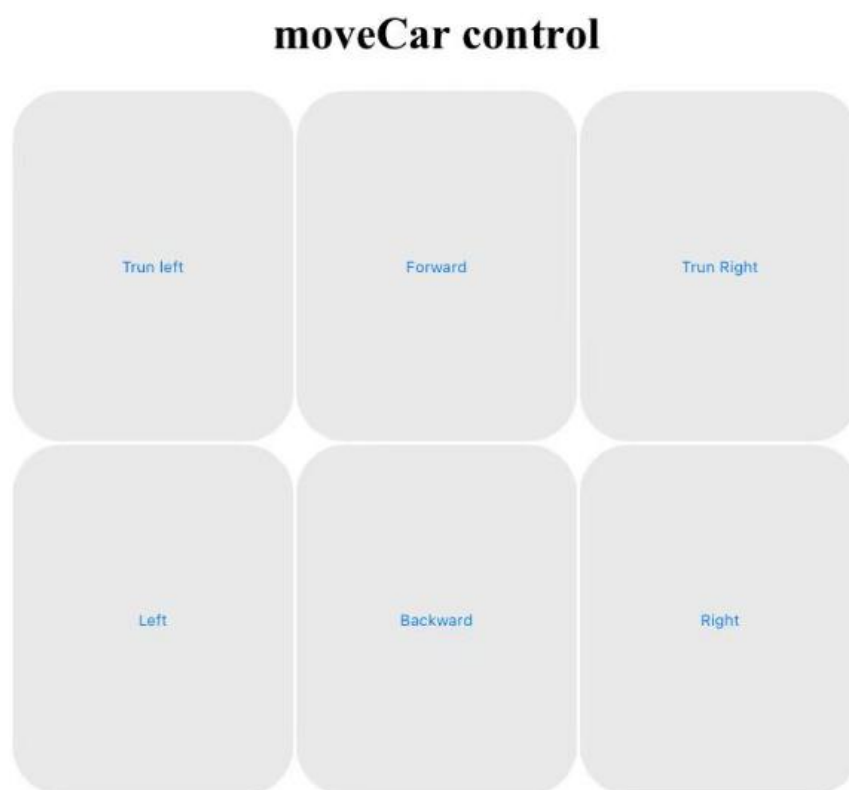 moveCar control
Trun left
Forward
Trun Right
Left
Backward
Right